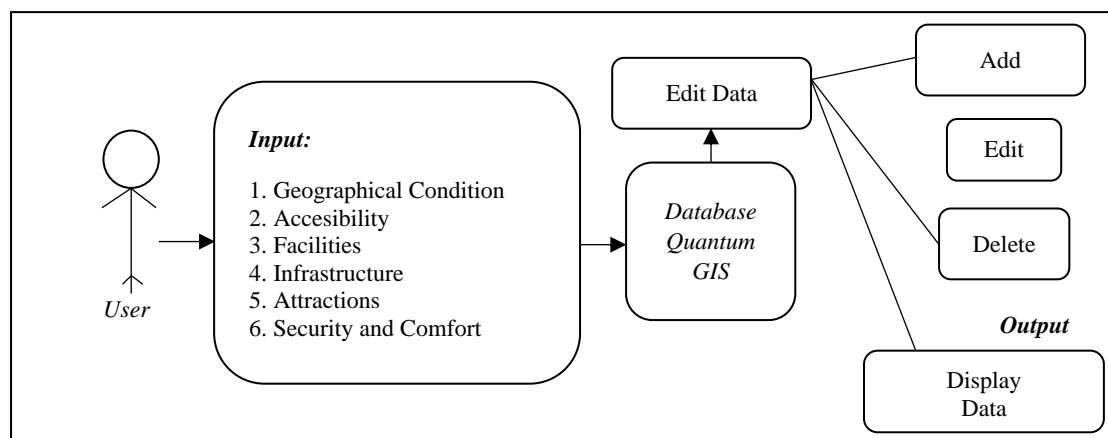 User
Input:
1. Geographical Condition
2. Accesibility
3. Facilities
4. Infrastructure
5. Attractions
6. Security and Comfort
Database
Quantum
GIS
Edit Data
Add
Edit
Delete
Output
Display
Data